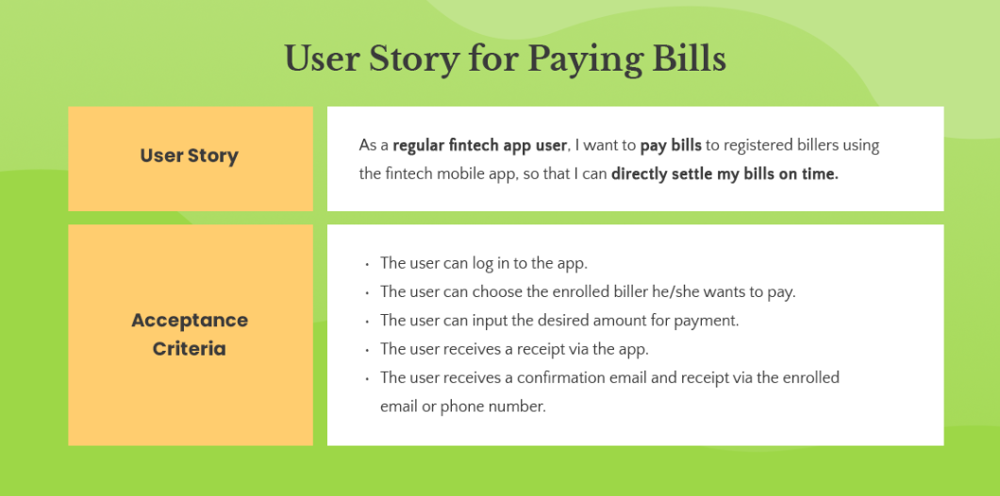 User Story for Paying Bills
User Story
As a regular fintech app user, I want to pay bills to registered billers using
the fintech mobile app, so that I can directly settle my bills on time.
Acceptance
Criteria
• The user can log in to the app.
• The user can choose the enrolled biller he/she wants to pay.
• The user can input the desired amount for payment.
• The user receives a receipt via the app.
• The user receives a confirmation email and receipt via the enrolled
email or phone number.